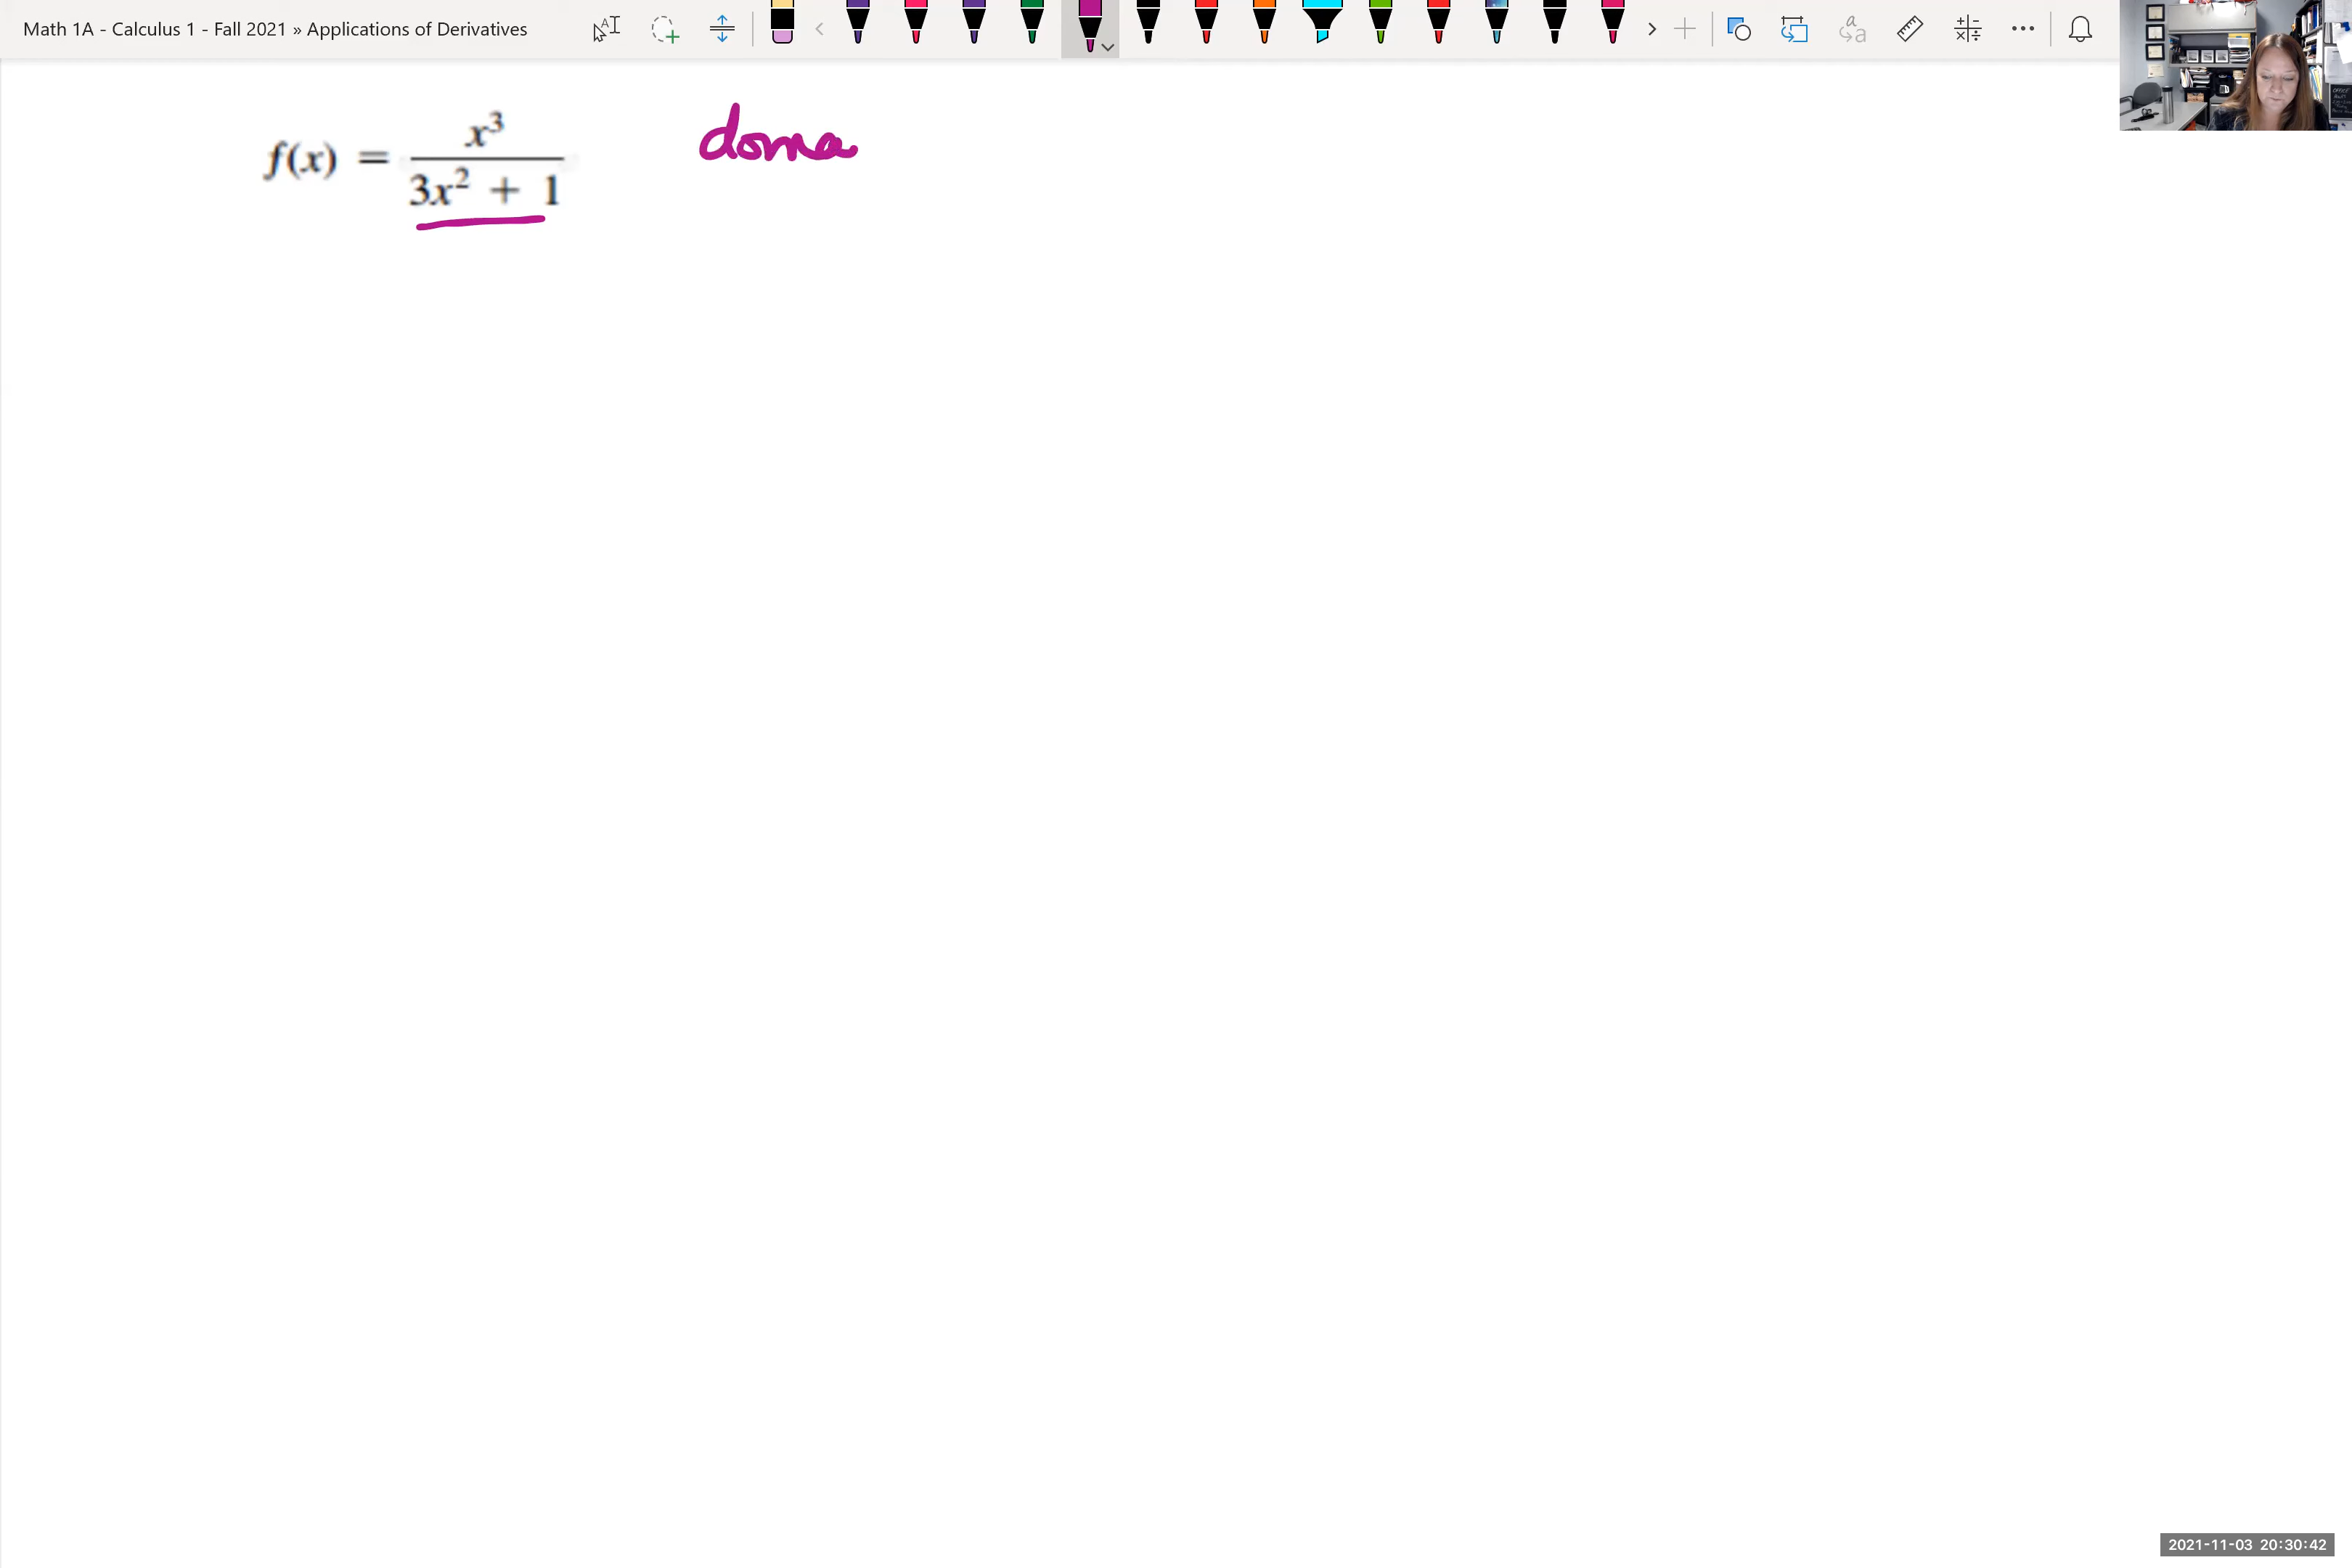 Math 1A - Calculus 1 - Fall 2021 » Applications of Derivatives
f(x) = x³ / (3x² + 1)
doma
2021-11-03 20:30:42